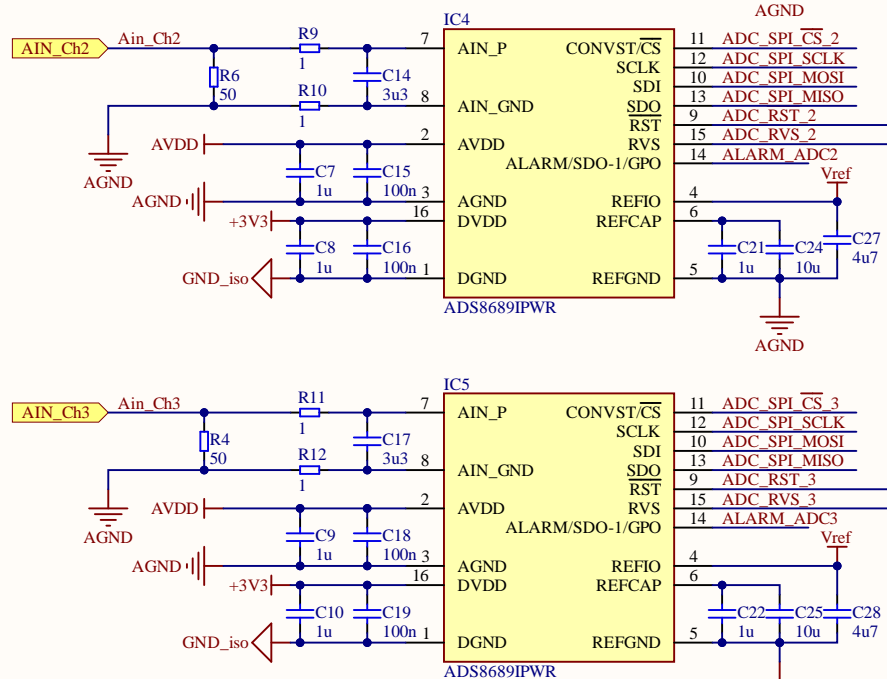 AGND
IC4
AIN_Ch2
Ain_Ch2
R9
1
7
AIN_P
CONVST/CS
11
ADC_SPI_CS_2
SCLK
12
ADC_SPI_SCLK
R6
50
C14
3u3
SDI
10
ADC_SPI_MOSI
R10
1
8
AIN_GND
SDO
13
ADC_SPI_MISO
RST
9
ADC_RST_2
AVDD
2
AVDD
RVS
15
ADC_RVS_2
AGND
ALARM/SDO-1/GPO
14
ALARM_ADC2
C7
1u
C15
100n
Vref
AGND
3
AGND
REFIO
4
+3V3
16
DVDD
REFCAP
6
C8
1u
C16
100n
C21
1u
C24
10u
C27
4u7
GND_iso
1
DGND
REFGND
5
ADS8689IPWR
AGND
IC5
AIN_Ch3
Ain_Ch3
R11
1
7
AIN_P
CONVST/CS
11
ADC_SPI_CS_3
SCLK
12
ADC_SPI_SCLK
R4
50
C17
3u3
SDI
10
ADC_SPI_MOSI
R12
1
8
AIN_GND
SDO
13
ADC_SPI_MISO
RST
9
ADC_RST_3
AVDD
2
AVDD
RVS
15
ADC_RVS_3
AGND
ALARM/SDO-1/GPO
14
ALARM_ADC3
C9
1u
C18
100n
Vref
AGND
3
AGND
REFIO
4
+3V3
16
DVDD
REFCAP
6
C10
1u
C19
100n
C22
1u
C25
10u
C28
4u7
GND_iso
1
DGND
REFGND
5
ADS8689IPWR